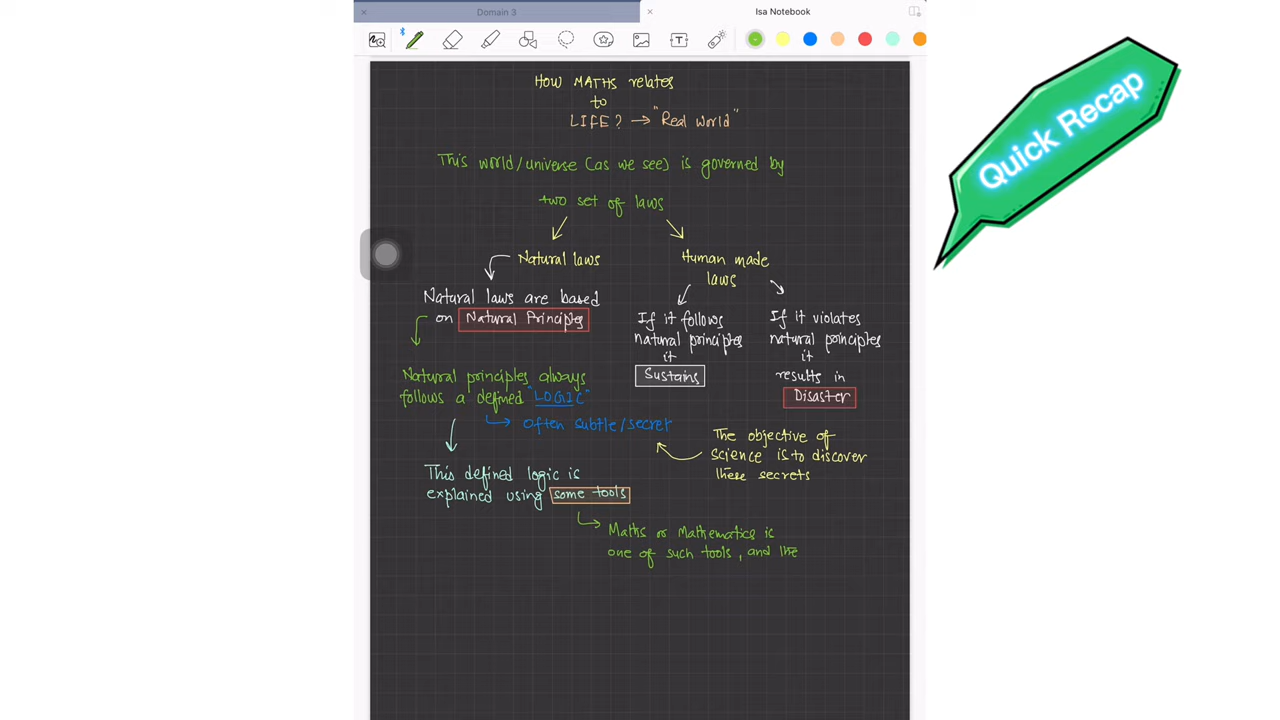 Domain 3
Isa Notebook
How MATHS relates
to
LIFE? → "Real World"
This world/universe (as we see) is governed by
two set of laws
Natural laws
Human made
laws
Natural laws are based
on Natural Principles
If it follows
natural principles
it
Sustains
If it violates
natural principles
it
results in
Disaster
Natural principles always
follows a defined "LOGIC"
often subtle/secret
The objective of
science is to discover
these secrets
This defined logic is
explained using some tools
Maths or Mathematics is
one of such tools, and the
Quick Recap